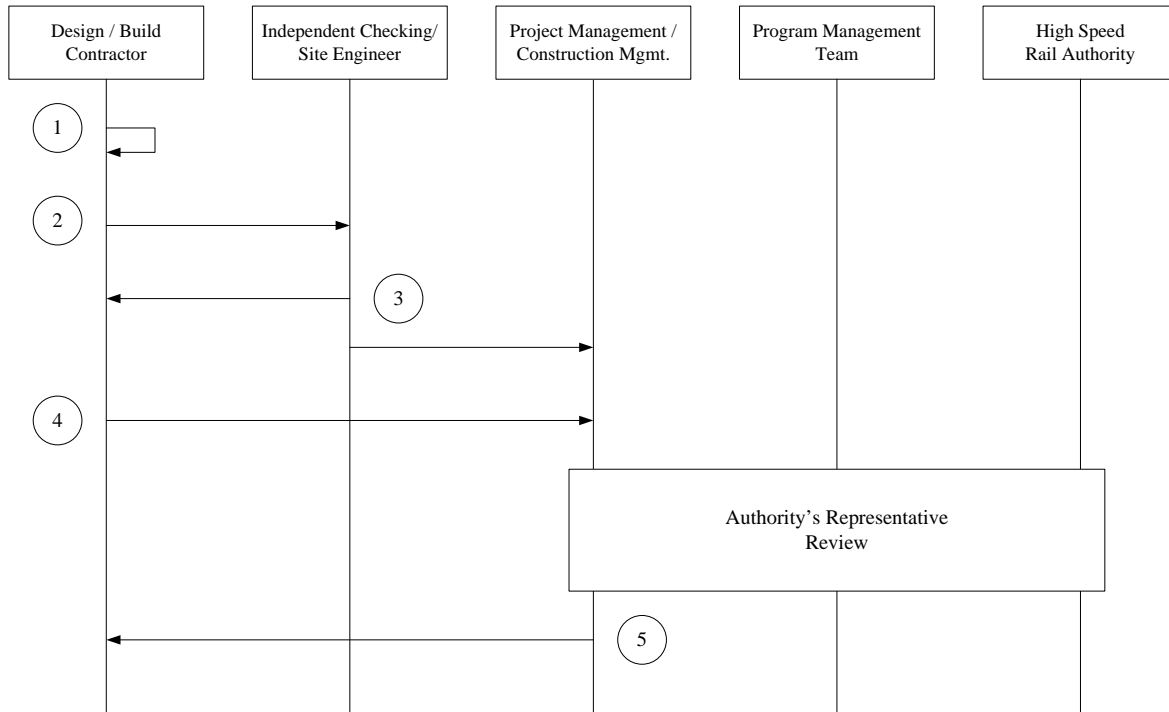 Design / Build
Contractor
Independent Checking/
Site Engineer
Project Management /
Construction Mgmt.
Program Management
Team
High Speed
Rail Authority
1
2
3
4
Authority's Representative
Review
5